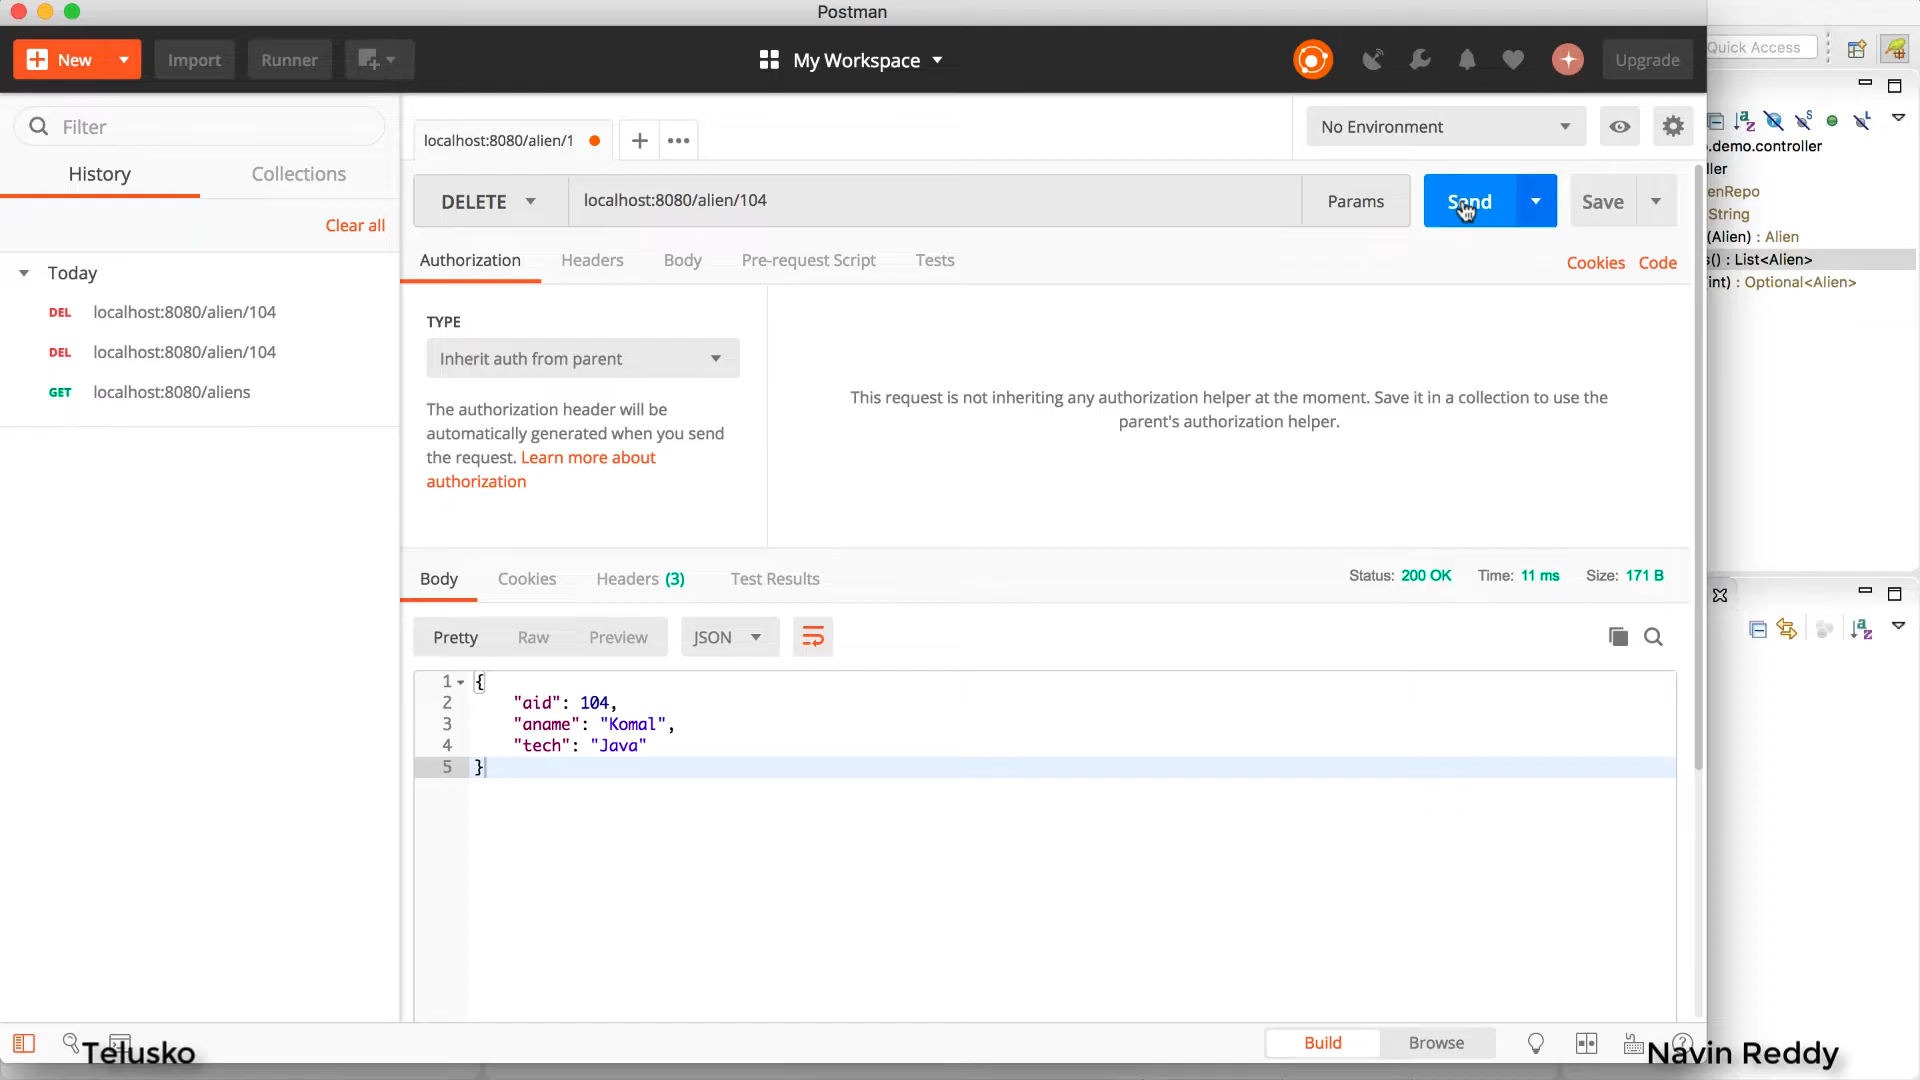 Postman
New
Import
Runner
My Workspace
Upgrade
Quick Access
Filter
History
Collections
Clear all
Today
DEL localhost:8080/alien/104
DEL localhost:8080/alien/104
GET localhost:8080/aliens
localhost:8080/alien/1
No Environment
DELETE
localhost:8080/alien/104
Params
Send
Save
Authorization
Headers
Body
Pre-request Script
Tests
Cookies
Code
TYPE
Inherit auth from parent
The authorization header will be
automatically generated when you send
the request. Learn more about
authorization
This request is not inheriting any authorization helper at the moment. Save it in a collection to use the
parent's authorization helper.
Body
Cookies
Headers (3)
Test Results
Status: 200 OK
Time: 11 ms
Size: 171 B
Pretty
Raw
Preview
JSON
1 {
2 "aid": 104,
3 "aname": "Komal",
4 "tech": "Java"
5 }
.demo.controller
ller
enRepo
String
(Alien) : Alien
s() : List<Alien>
int) : Optional<Alien>
Build
Browse
Telusko
Navin Reddy